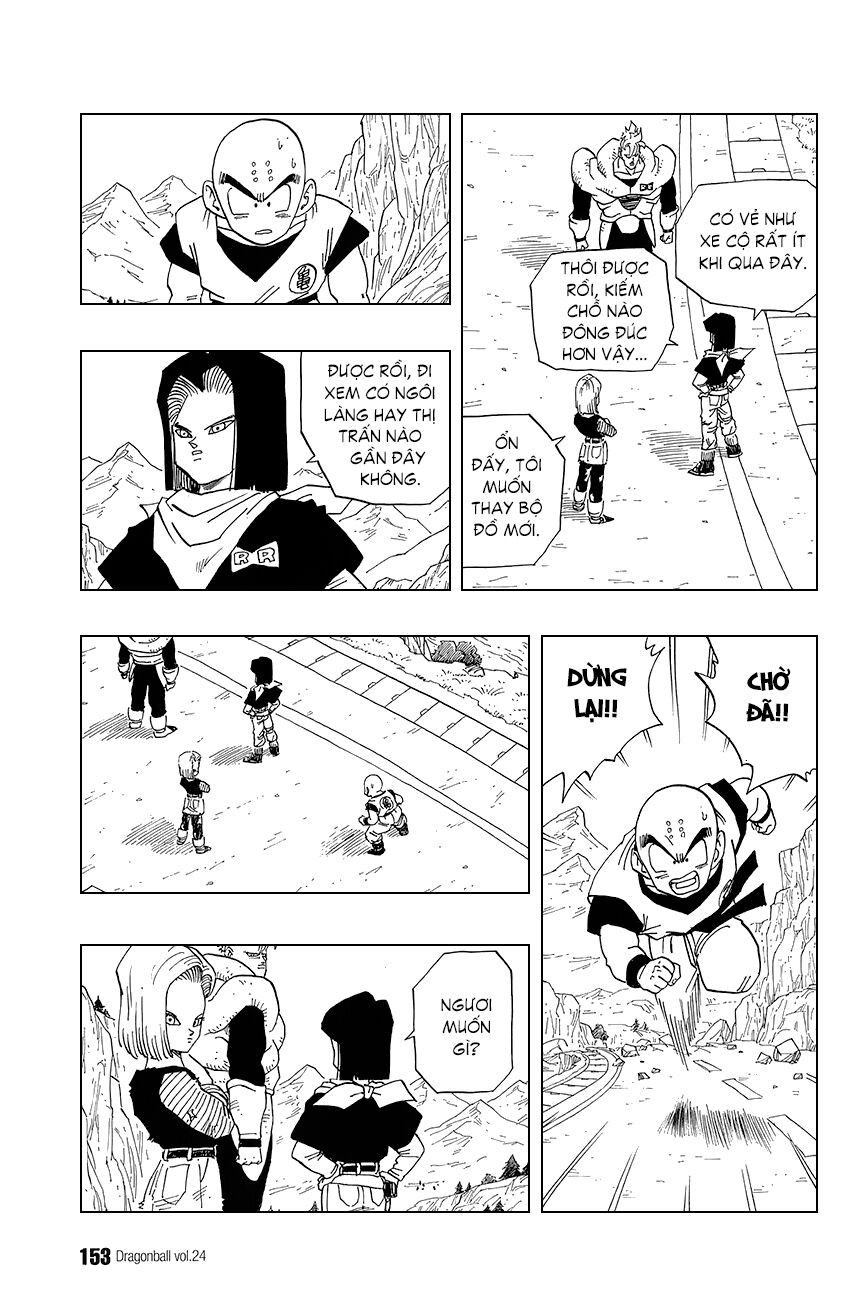 CÓ VẺ NHƯ
XE CỘ RẤT ÍT
KHI QUA ĐÂY.
THÔI ĐƯỢC
RỒI, KIẾM
CHỖ NÀO
ĐÔNG ĐÚC
HƠN VẬY...
ỔN
ĐẤY, TÔI
MUỐN
THAY BỘ
ĐỒ MỚI.
ĐƯỢC RỒI, ĐI
XEM CÓ NGÔI
LÀNG HAY THỊ
TRẤN NÀO
GẦN ĐÂY
KHÔNG.
RR
CHỜ
ĐÃ!!
DỪNG
LẠI!!
NGƯƠI
MUỐN
GÌ?
153 Dragonball vol.24